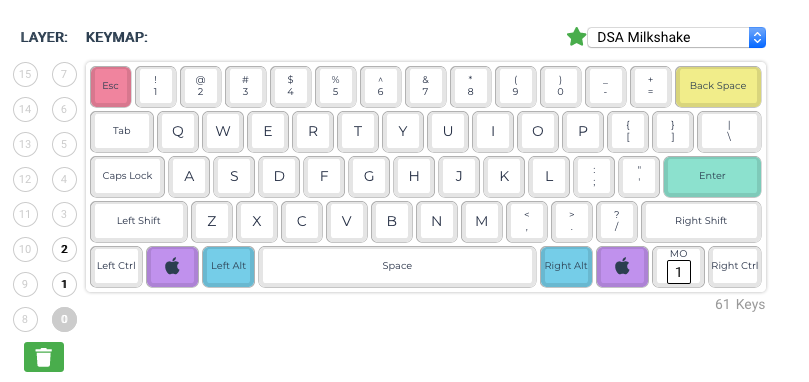 LAYER: KEYMAP: DSA Milkshake
15 7
14 6
13 5
12 4
11 3
10 2
9 1
8 0
Esc ! 1 @ 2 # 3 $ 4 % 5 ^ 6 & 7 * 8 ( 9 ) 0 _ - + = Back Space
Tab Q W E R T Y U I O P { [ } ] | \
Caps Lock A S D F G H J K L : ; " ' Enter
Left Shift Z X C V B N M < , > . ? / Right Shift
Left Ctrl Left Alt Space Right Alt MO 1 Right Ctrl
61 Keys